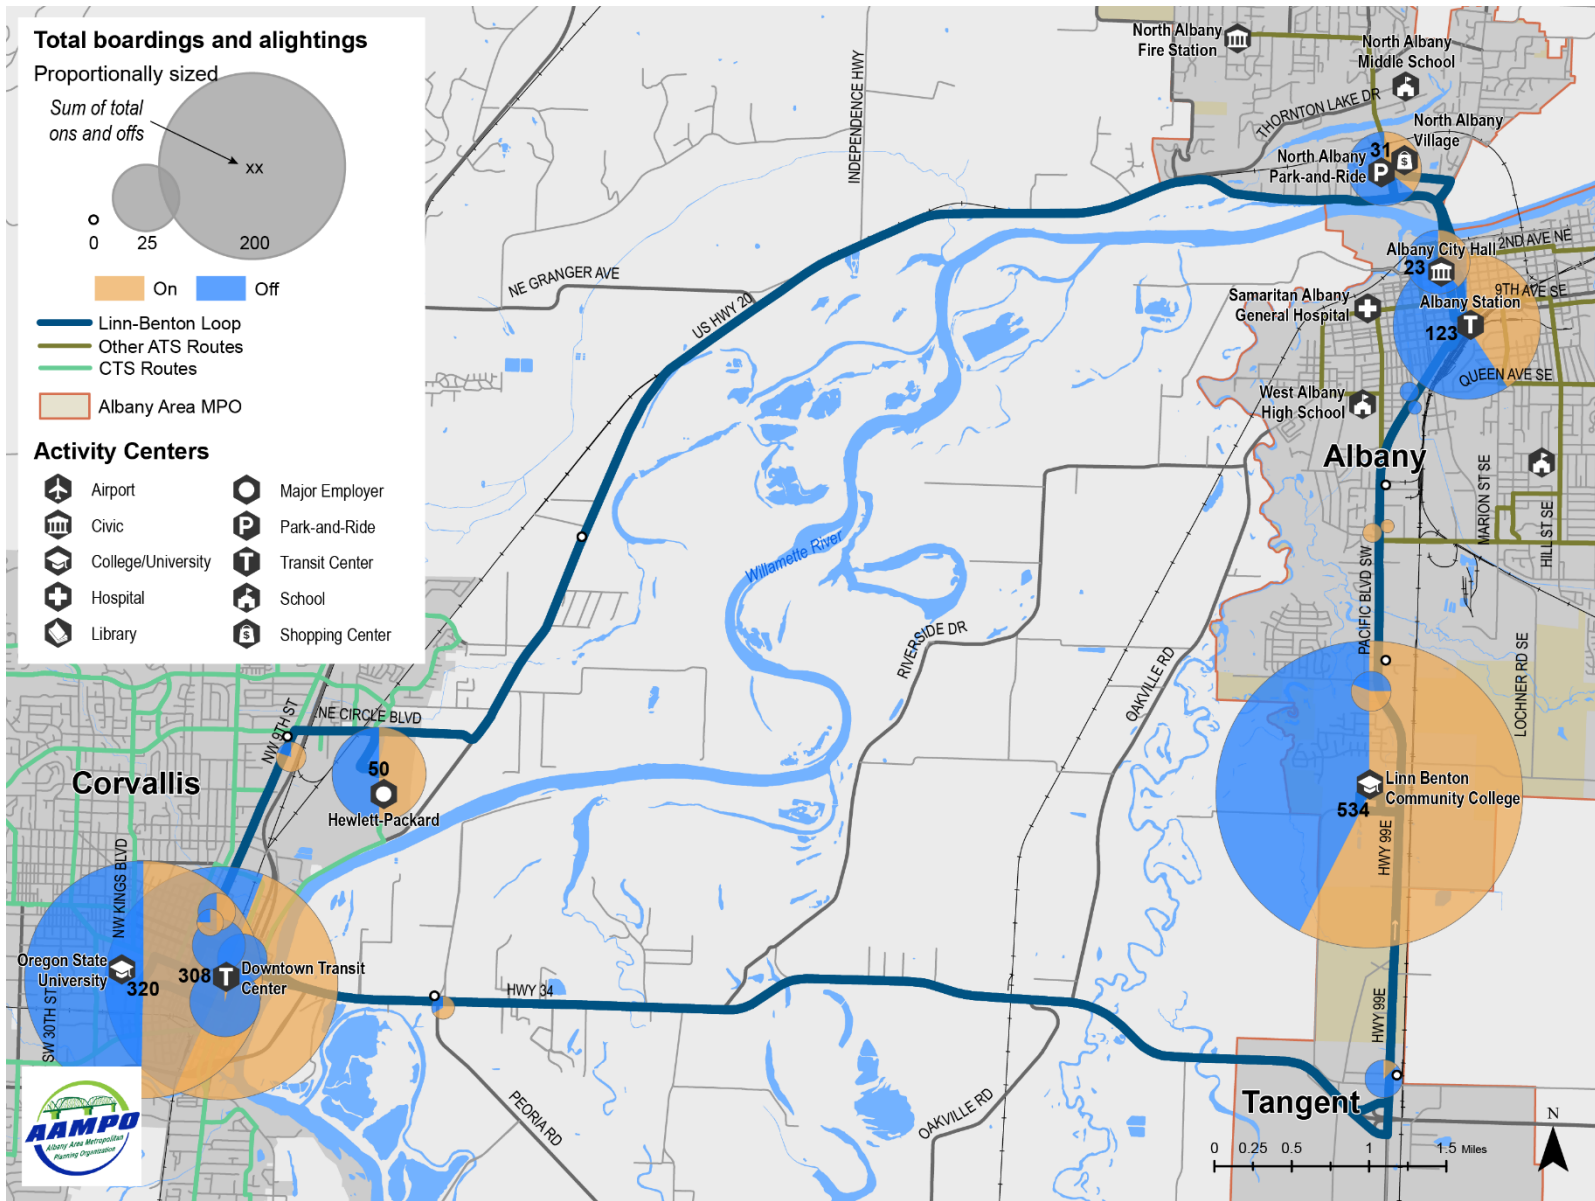 Total boardings and alightings
Proportionally sized
Sum of total
ons and offs
xx
0
25
200
On
Off
Linn-Benton Loop
Other ATS Routes
CTS Routes
Albany Area MPO
Activity Centers
Airport
Civic
College/University
Hospital
Library
Major Employer
P
Park-and-Ride
T
Transit Center
School
$
Shopping Center
North Albany
Fire Station
North Albany
Middle School
THORNTON LAKE DR
INDEPENDENCE HWY
North Albany
Village
31
North Albany
Park-and-Ride
P
$
2ND AVE NE
Albany City Hall
23
9TH AVE SE
Samaritan Albany
General Hospital
Albany Station
123
T
QUEEN AVE SE
West Albany
High School
Albany
NE GRANGER AVE
US HWY 20
Willamette River
RIVERSIDE DR
OAKVILLE RD
MARION ST SE
HILL ST SE
PACIFIC BLVD SW
LOCHNER RD SE
NW 9TH ST
NE CIRCLE BLVD
Corvallis
50
Hewlett-Packard
Linn Benton
Community College
534
HWY 99E
NW KINGS BLVD
Oregon State
University
320
308
T
Downtown Transit
Center
SW 30TH ST
HWY 34
HWY 99E
PEORIA RD
OAKVILLE RD
Tangent
N
0 0.25 0.5 1 1.5 Miles
AAMPO
Albany Area Metropolitan
Planning Organization